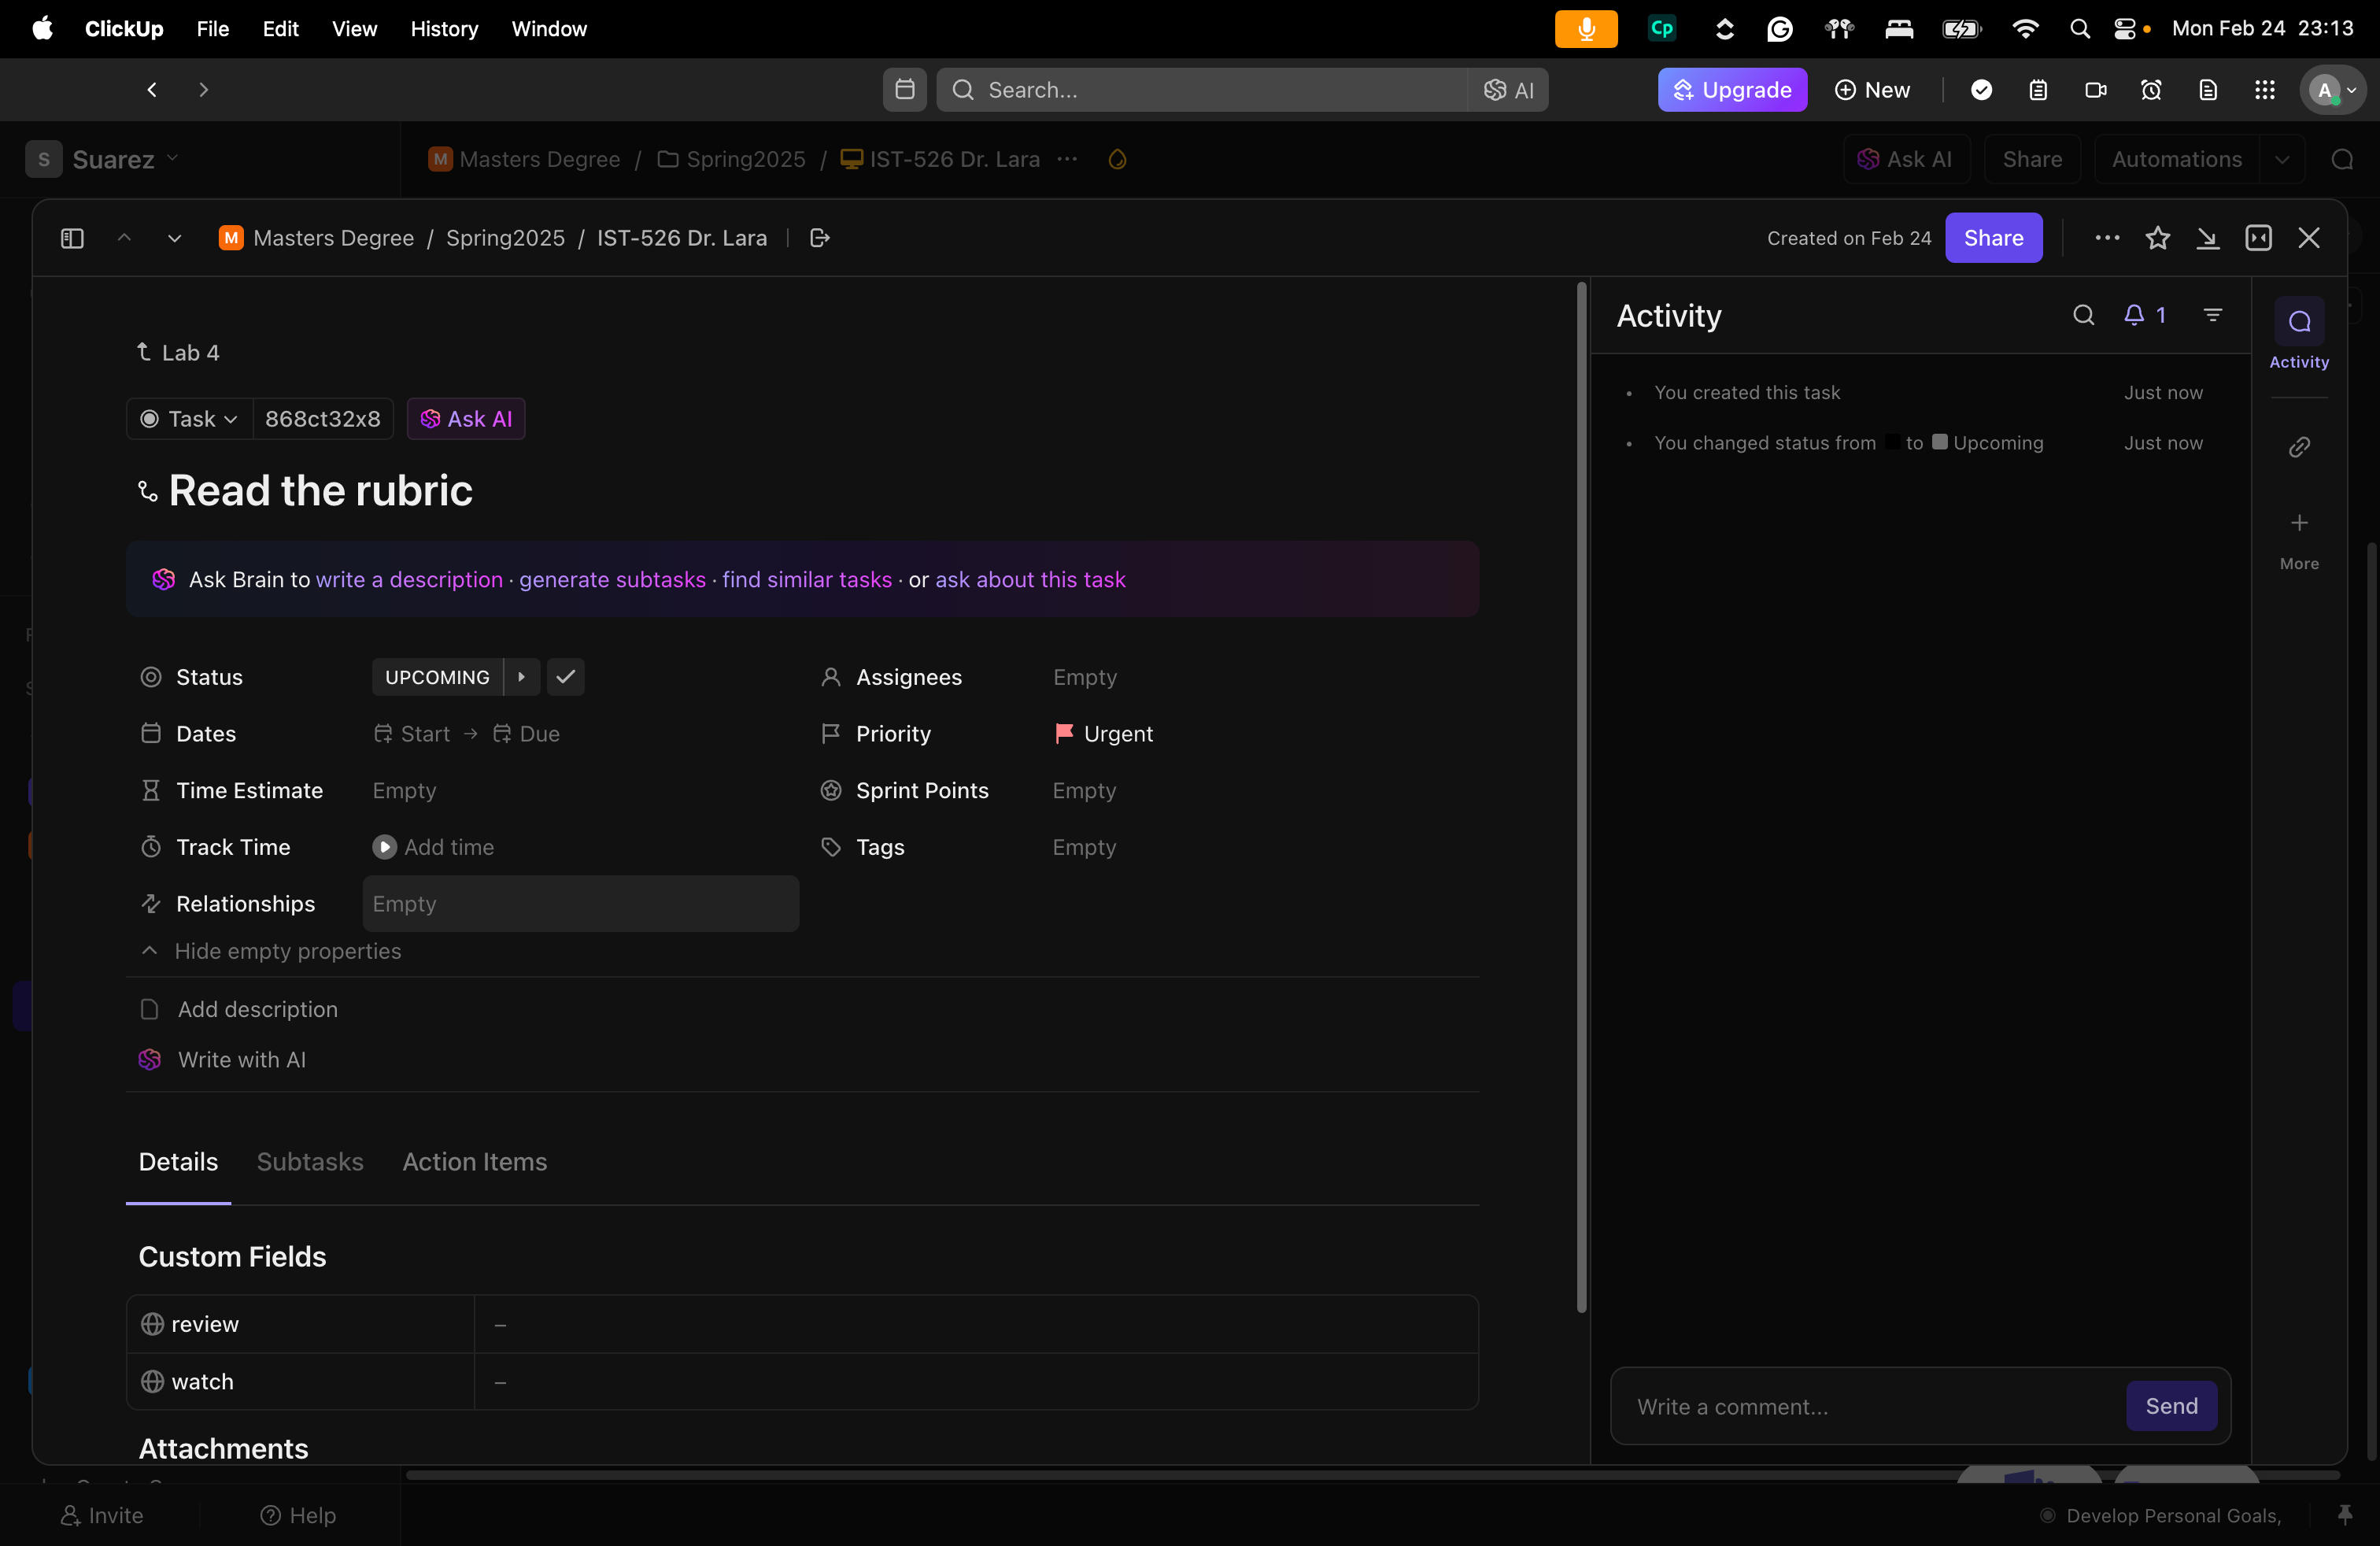 ClickUp File Edit View History Window Cp Mon Feb 24 23:13
Search... AI Upgrade New A
S Suarez M Masters Degree / Spring2025 / IST-526 Dr. Lara Ask AI Share Automations
M Masters Degree / Spring2025 / IST-526 Dr. Lara Created on Feb 24 Share
Activity 1
Activity
Lab 4
You created this task Just now
Task 868ct32x8 Ask AI
You changed status from to Upcoming Just now
Read the rubric
More
Ask Brain to write a description · generate subtasks · find similar tasks · or ask about this task
Status UPCOMING Assignees Empty
Dates Start → Due Priority Urgent
Time Estimate Empty Sprint Points Empty
Track Time Add time Tags Empty
Relationships Empty
Hide empty properties
Add description
Write with AI
Details Subtasks Action Items
Custom Fields
review –
watch –
Write a comment... Send
Attachments
Invite Help Develop Personal Goals,